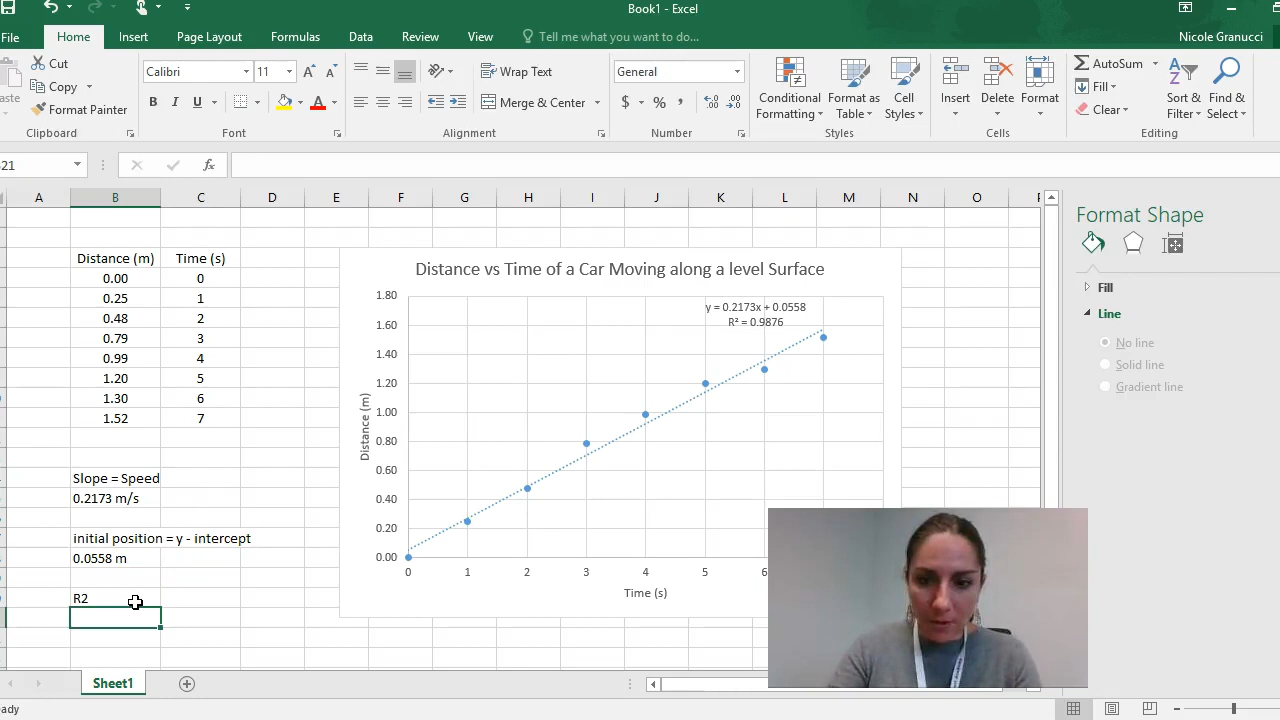 Book1 - Excel
File
Home
Insert
Page Layout
Formulas
Data
Review
View
Tell me what you want to do...
Nicole Granucci
Cut
Copy
Format Painter
Clipboard
Calibri
11
B I U
Font
Wrap Text
Merge & Center
Alignment
General
$ % ,
Number
Conditional Formatting
Format as Table
Cell Styles
Styles
Insert
Delete
Format
Cells
AutoSum
Fill
Clear
Sort & Filter
Find & Select
Editing
fx
A B C D E F G H I J K L M N O
Distance (m) Time (s)
0.00 0
0.25 1
0.48 2
0.79 3
0.99 4
1.20 5
1.30 6
1.52 7
Slope = Speed
0.2173 m/s
initial position = y - intercept
0.0558 m
R2
Distance vs Time of a Car Moving along a level Surface
y = 0.2173x + 0.0558
R² = 0.9876
1.80
1.60
1.40
1.20
1.00
0.80
0.60
0.40
0.20
0.00
Distance (m)
0 1 2 3 4 5 6
Time (s)
Format Shape
Fill
Line
No line
Solid line
Gradient line
Sheet1